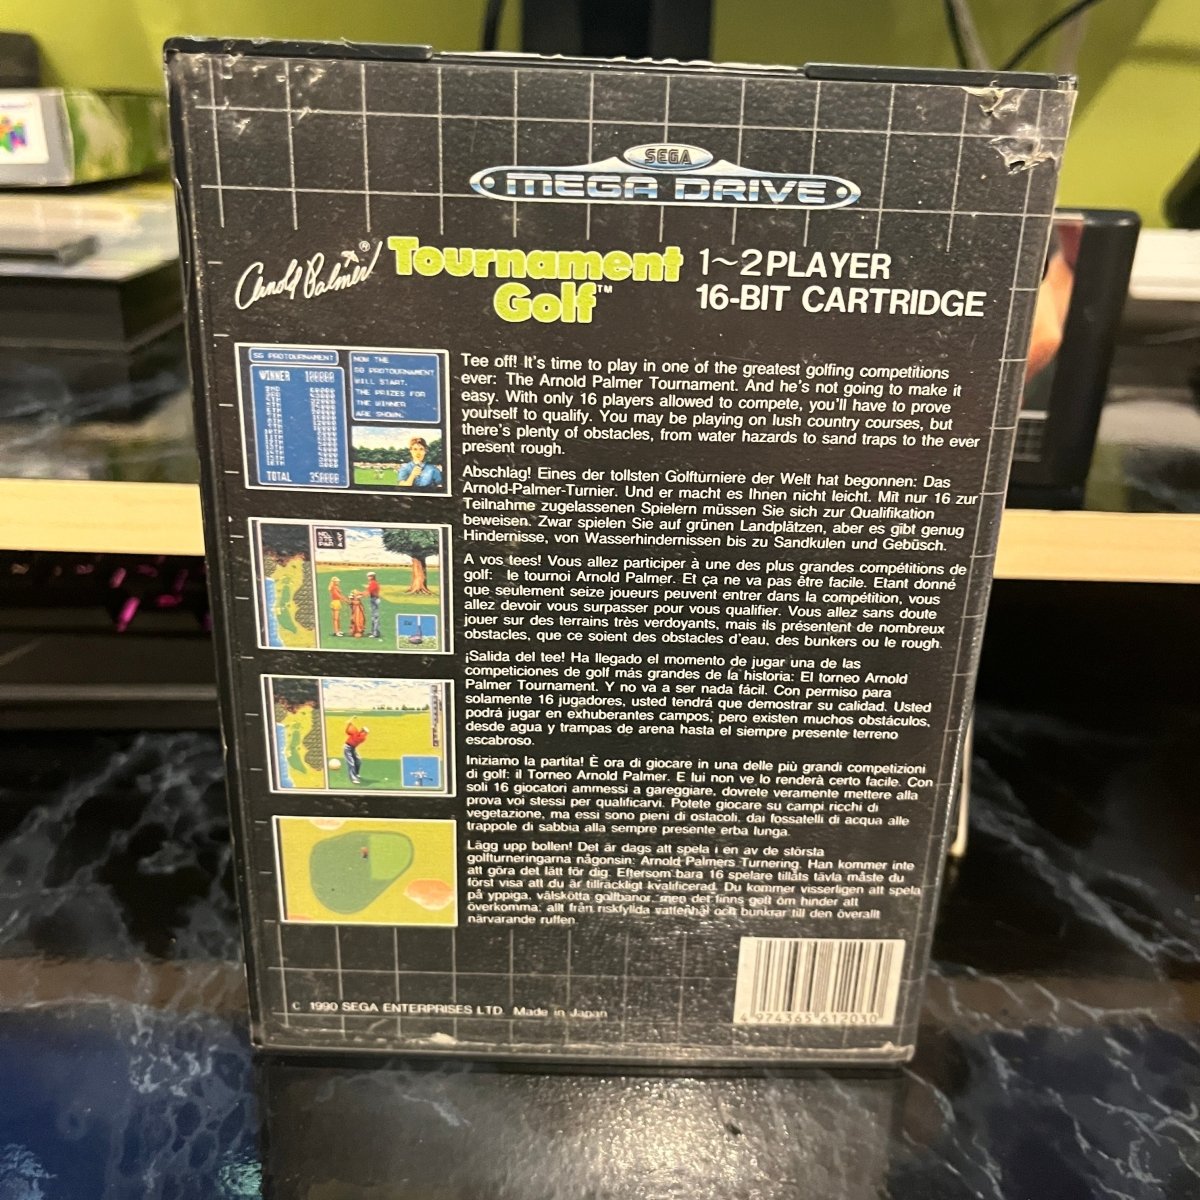 SEGA
MEGA DRIVE
Arnold Palmer® Tournament
Golf™
1~2 PLAYER
16-BIT CARTRIDGE
SG PROTOURNAMENT
WINNER 100000
TOTAL 350000
NOW THE
SG PROTOURNAMENT
WILL START.
THE PRIZES FOR
THE WINNER
ARE SHOWN.
Tee off! It's time to play in one of the greatest golfing competitions
ever: The Arnold Palmer Tournament. And he's not going to make it
easy. With only 16 players allowed to compete, you'll have to prove
yourself to qualify. You may be playing on lush country courses, but
there's plenty of obstacles, from water hazards to sand traps to the ever
present rough.
Abschlag! Eines der tollsten Golfturniere der Welt hat begonnen: Das
Arnold-Palmer-Turnier. Und er macht es Ihnen nicht leicht. Mit nur 16 zur
Teilnahme zugelassenen Spielern müssen Sie sich zur Qualifikation
beweisen. Zwar spielen Sie auf grünen Landplätzen, aber es gibt genug
Hindernisse, von Wasserhindernissen bis zu Sandkulen und Gebüsch.
A vos tees! Vous allez participer à une des plus grandes compétitions de
golf: le tournoi Arnold Palmer. Et ça ne va pas être facile. Etant donné
que seulement seize joueurs peuvent entrer dans la compétition, vous
allez devoir vous surpasser pour vous qualifier. Vous allez sans doute
jouer sur des terrains très verdoyants, mais ils présentent de nombreux
obstacles, que ce soient des obstacles d'eau, des bunkers ou le rough.
¡Salida del tee! Ha llegado el momento de jugar una de las
competiciones de golf más grandes de la historia: El torneo Arnold
Palmer Tournament. Y no va a ser nada fácil. Con permiso para
solamente 16 jugadores, usted tendrá que demostrar su calidad. Usted
podrá jugar en exhuberantes campos, pero existen muchos obstáculos,
desde agua y trampas de arena hasta el siempre presente terreno
escabroso.
Iniziamo la partita! È ora di giocare in una delle più grandi competizioni
di golf: il Torneo Arnold Palmer. E lui non ve lo renderà certo facile. Con
soli 16 giocatori ammessi a gareggiare, dovrete veramente mettere alla
prova voi stessi per qualificarvi. Potete giocare su campi ricchi di
vegetazione, ma essi sono pieni di ostacoli, dai fossatelli di acqua alle
trappole di sabbia alla sempre presente erba lunga.
Lägg upp bollen! Det är dags att spela i en av de största
golfturneringarna någonsin: Arnold Palmers Turnering. Han kommer inte
att göra det lätt för dig. Eftersom bara 16 spelare tillåts tävla måste du
först visa att du är tillräckligt kvalificerad. Du kommer visserligen att spela
på yppiga, välskötta golfbanor, men det finns gott om hinder att
överkomma; allt från riskfyllda vattenhål och bunkrar till den överallt
närvarande ruffen.
© 1990 SEGA ENTERPRISES LTD. Made in Japan
4 974365 612030